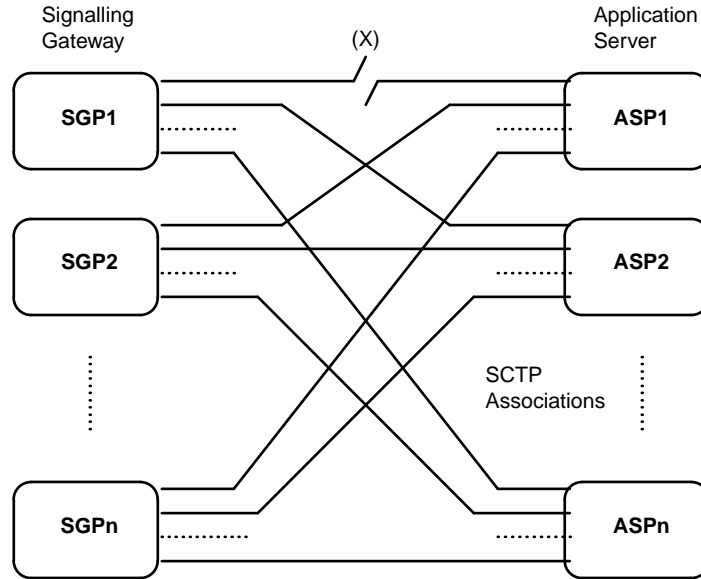 Signalling
Gateway
(X)
Application
Server
SGP1
ASP1
SGP2
ASP2
SCTP
Associations
SGPn
ASPn